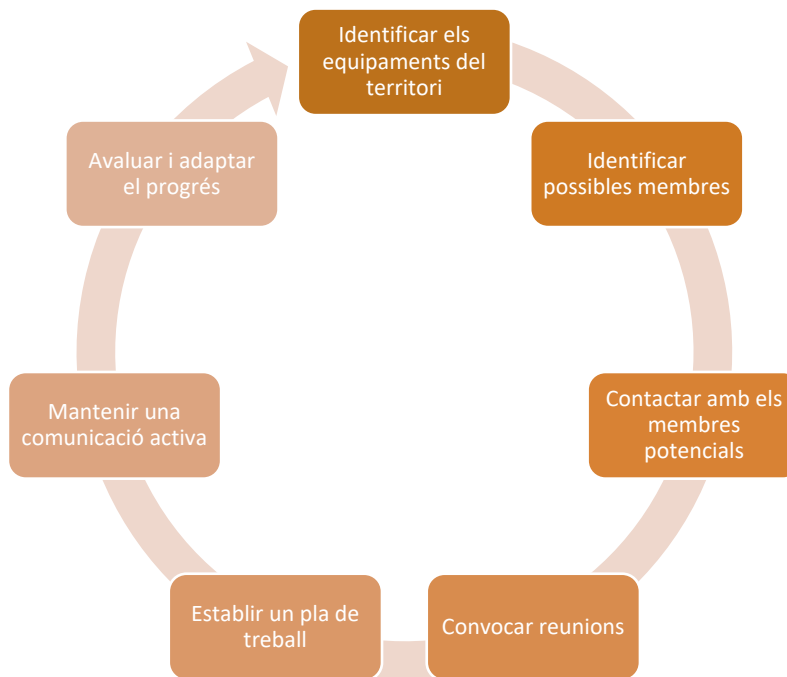 Identificar els
equipaments del
territori
Identificar
possibles membres
Contactar amb els
membres
potencials
Convocar reunions
Establir un pla de
treball
Mantenir una
comunicació activa
Avaluar i adaptar
el progrés